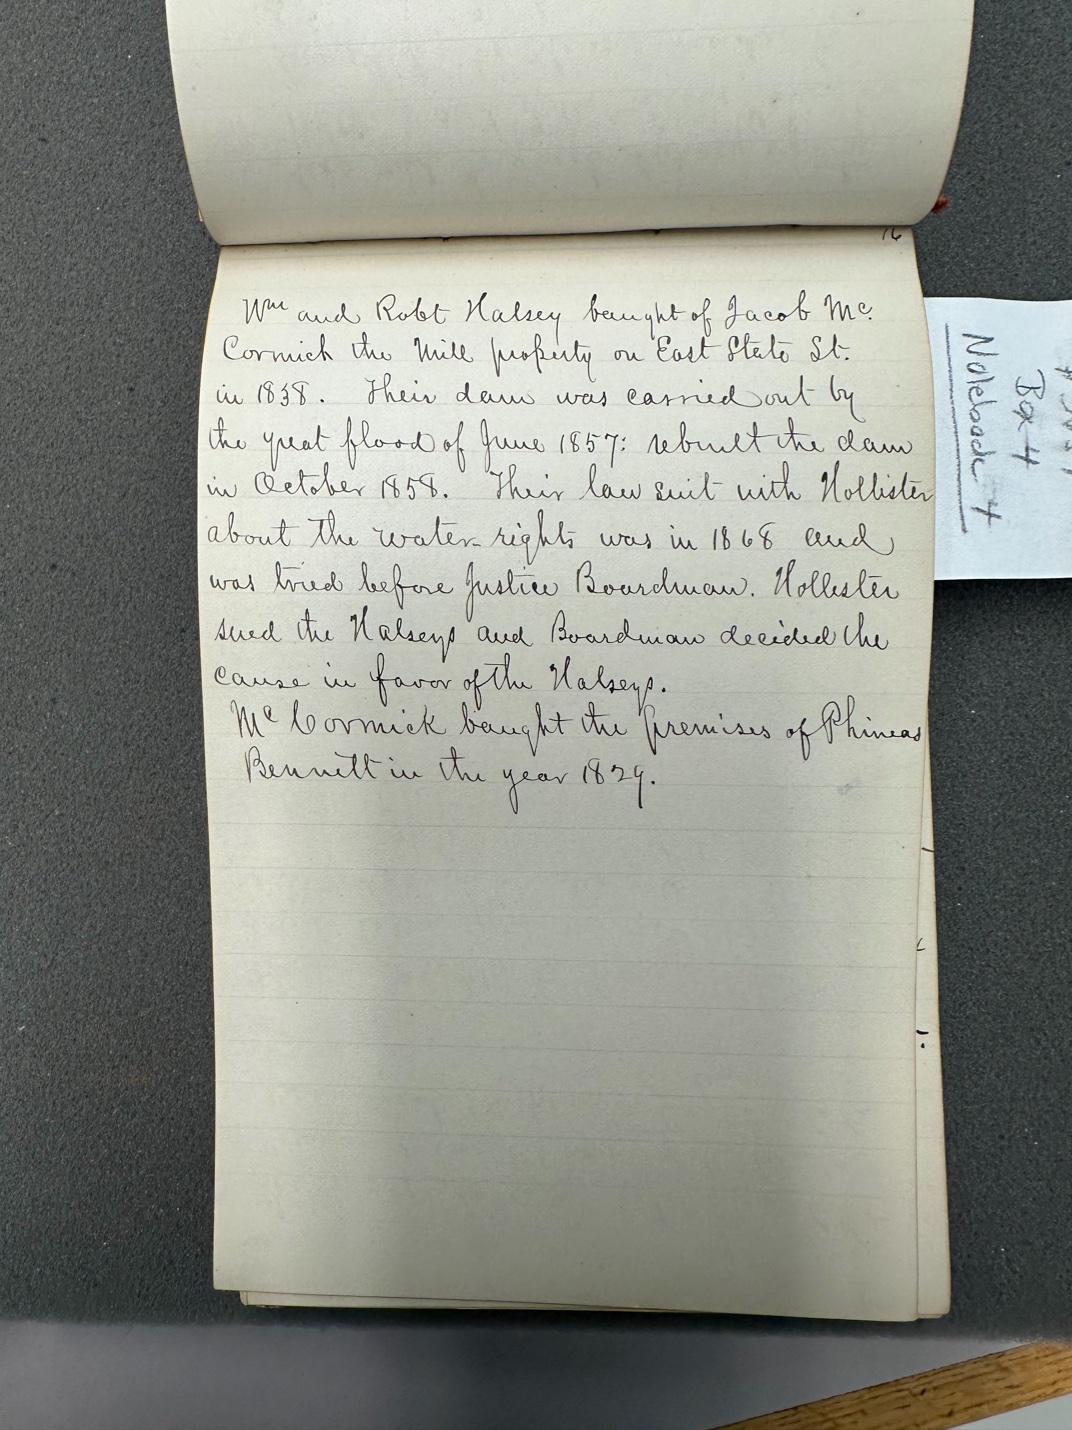 16
Wm and Robt Halsey bought of Jacob Mc.
Cormick the Mill property on East State St.
in 1838. Their dam was carried out by
the great flood of June 1857: rebuilt the dam
in October 1858. Their law suit with Hollister
about the water-rights was in 1868 and
was tried before Justice Boardman. Hollister
sued the Halseys and Boardman decided the
cause in favor of the Halseys.
Mc Cormick bought the premises of Phineas
Bennett in the year 1829.
Box 4
Notebook 4